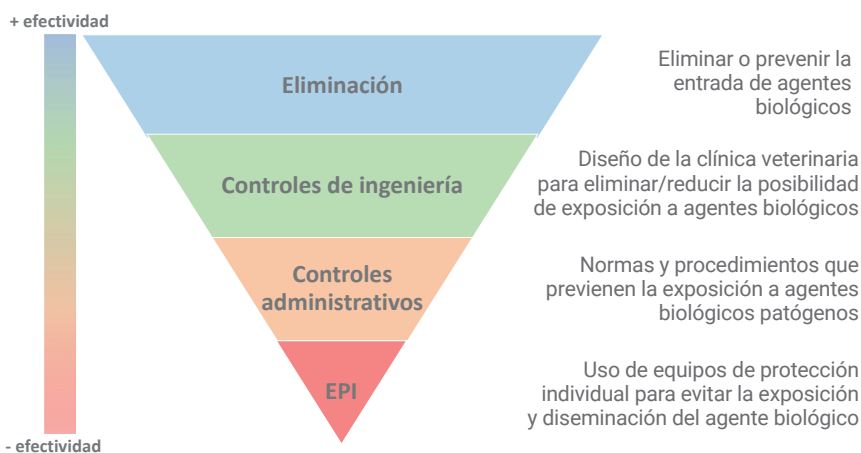 + efectividad
Eliminación
Eliminar o prevenir la
entrada de agentes
biológicos
Controles de ingeniería
Diseño de la clínica veterinaria
para eliminar/reducir la posibilidad
de exposición a agentes biológicos
Controles
administrativos
Normas y procedimientos que
previenen la exposición a agentes
biológicos patógenos
EPI
Uso de equipos de protección
individual para evitar la exposición
y diseminación del agente biológico
- efectividad